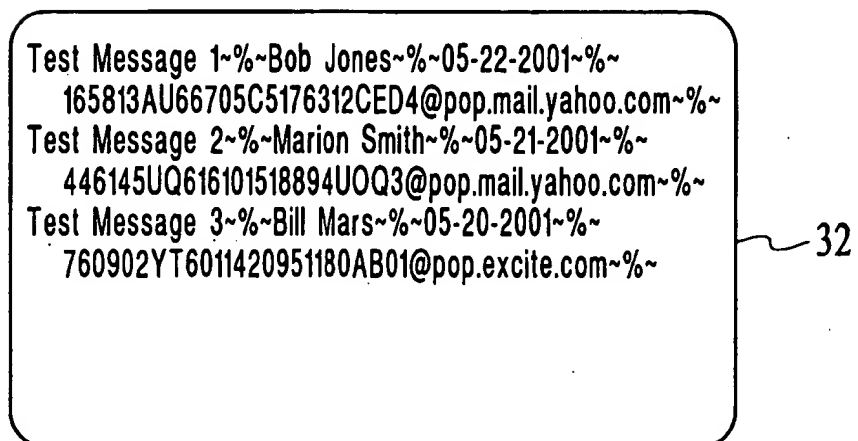 Test Message 1~%~Bob Jones~%~05-22-2001~%~
165813AU66705C5176312CED4@pop.mail.yahoo.com~%~
Test Message 2~%~Marion Smith~%~05-21-2001~%~
446145UQ616101518894UOQ3@pop.mail.yahoo.com~%~
Test Message 3~%~Bill Mars~%~05-20-2001~%~
760902YT6011420951180AB01@pop.excite.com~%~
32